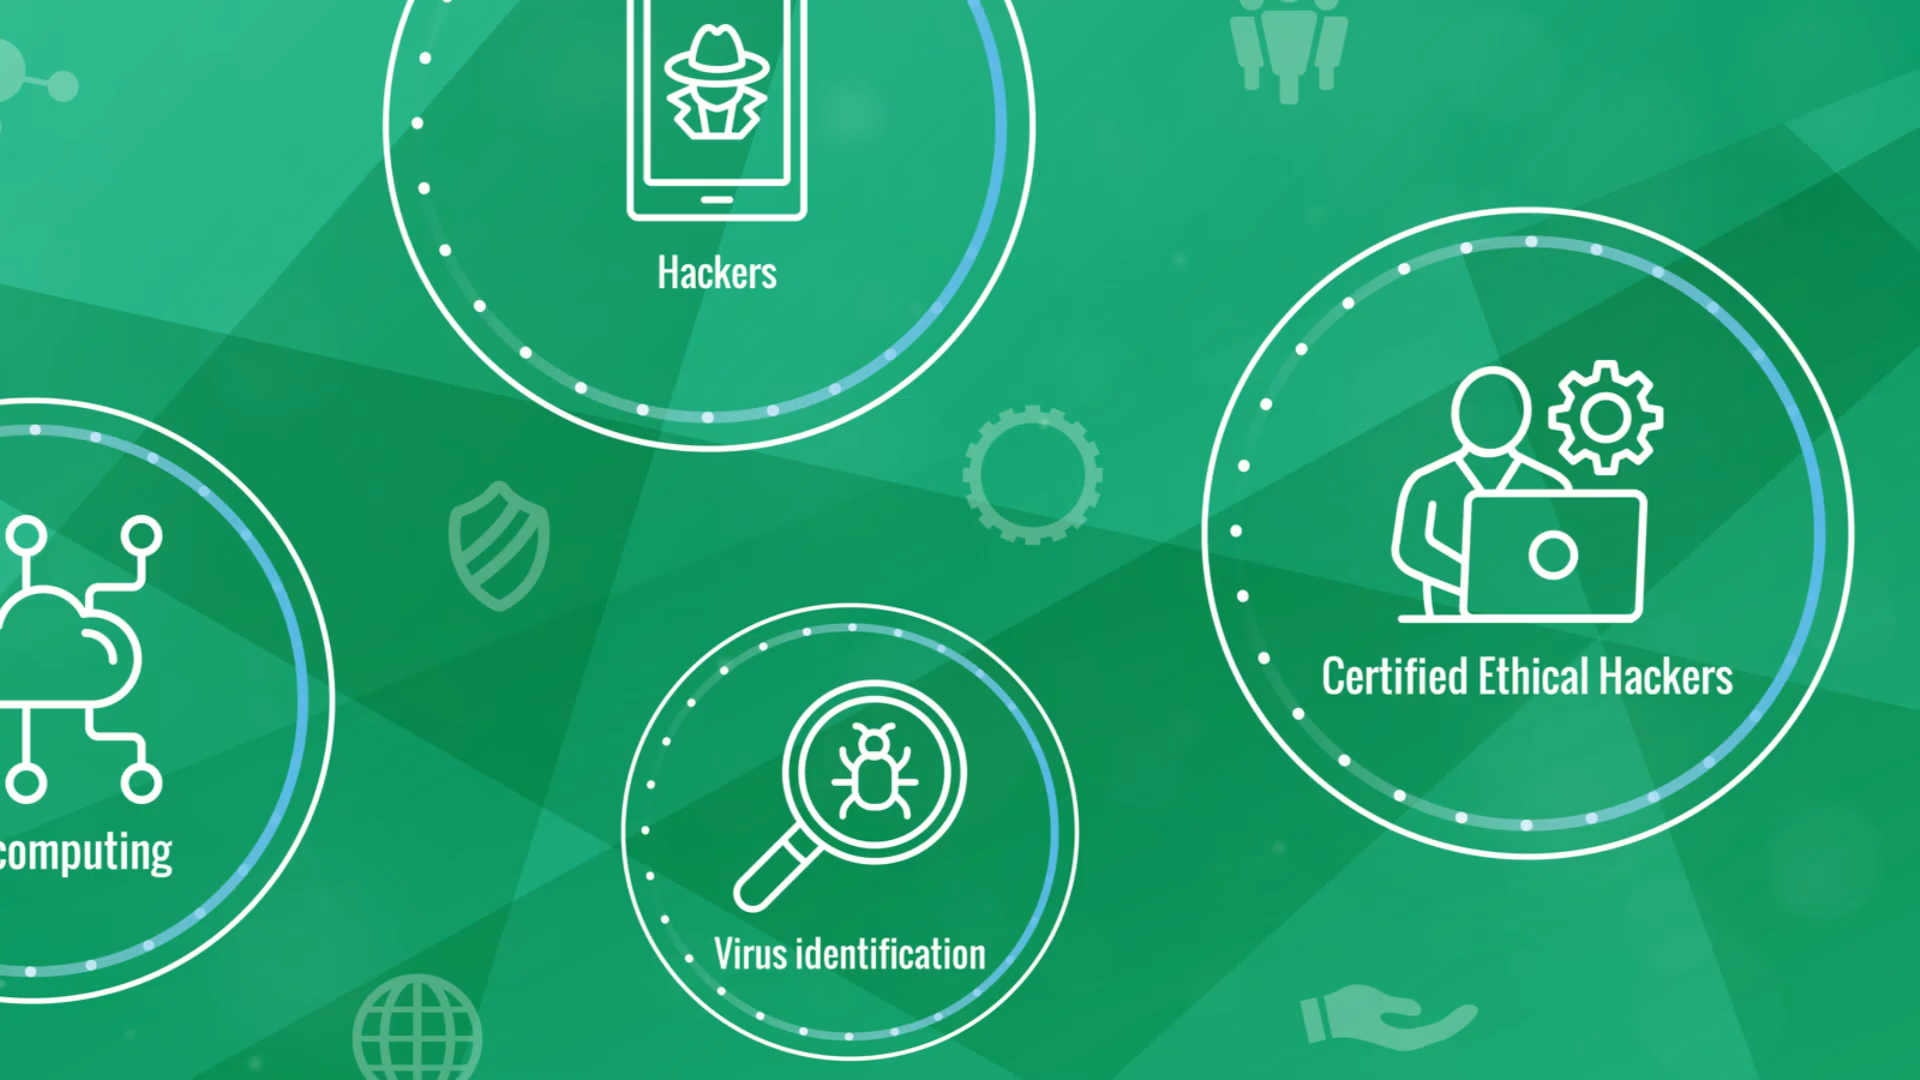 Hackers
Certified Ethical Hackers
computing
Virus identification